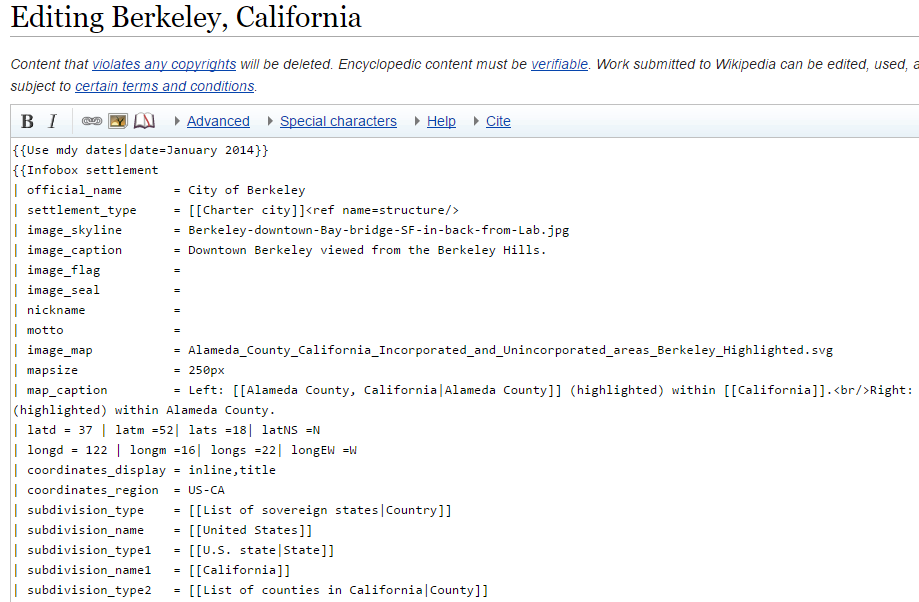 Editing Berkeley, California
Content that violates any copyrights will be deleted. Encyclopedic content must be verifiable. Work submitted to Wikipedia can be edited, used, a
subject to certain terms and conditions.
B I Advanced Special characters Help Cite
{{Use mdy dates|date=January 2014}}
{{Infobox settlement
| official_name = City of Berkeley
| settlement_type = [[Charter city]]<ref name=structure/>
| image_skyline = Berkeley-downtown-Bay-bridge-SF-in-back-from-Lab.jpg
| image_caption = Downtown Berkeley viewed from the Berkeley Hills.
| image_flag =
| image_seal =
| nickname =
| motto =
| image_map = Alameda_County_California_Incorporated_and_Unincorporated_areas_Berkeley_Highlighted.svg
| mapsize = 250px
| map_caption = Left: [[Alameda County, California|Alameda County]] (highlighted) within [[California]].<br/>Right:
(highlighted) within Alameda County.
| latd = 37 | latm =52| lats =18| latNS =N
| longd = 122 | longm =16| longs =22| longEW =W
| coordinates_display = inline,title
| coordinates_region = US-CA
| subdivision_type = [[List of sovereign states|Country]]
| subdivision_name = [[United States]]
| subdivision_type1 = [[U.S. state|State]]
| subdivision_name1 = [[California]]
| subdivision_type2 = [[List of counties in California|County]]